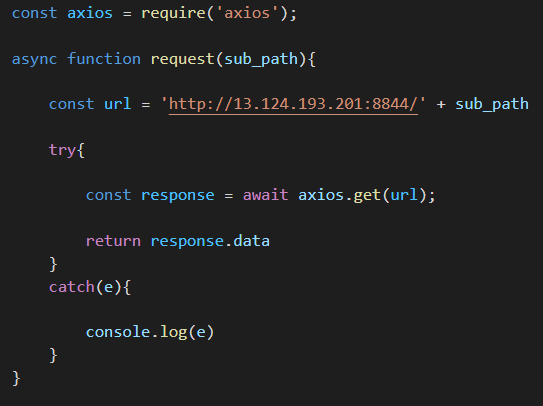 const axios = require('axios');
async function request(sub_path){
const url = 'http://13.124.193.201:8844/' + sub_path
try{
const response = await axios.get(url);
return response.data
}
catch(e){
console.log(e)
}
}